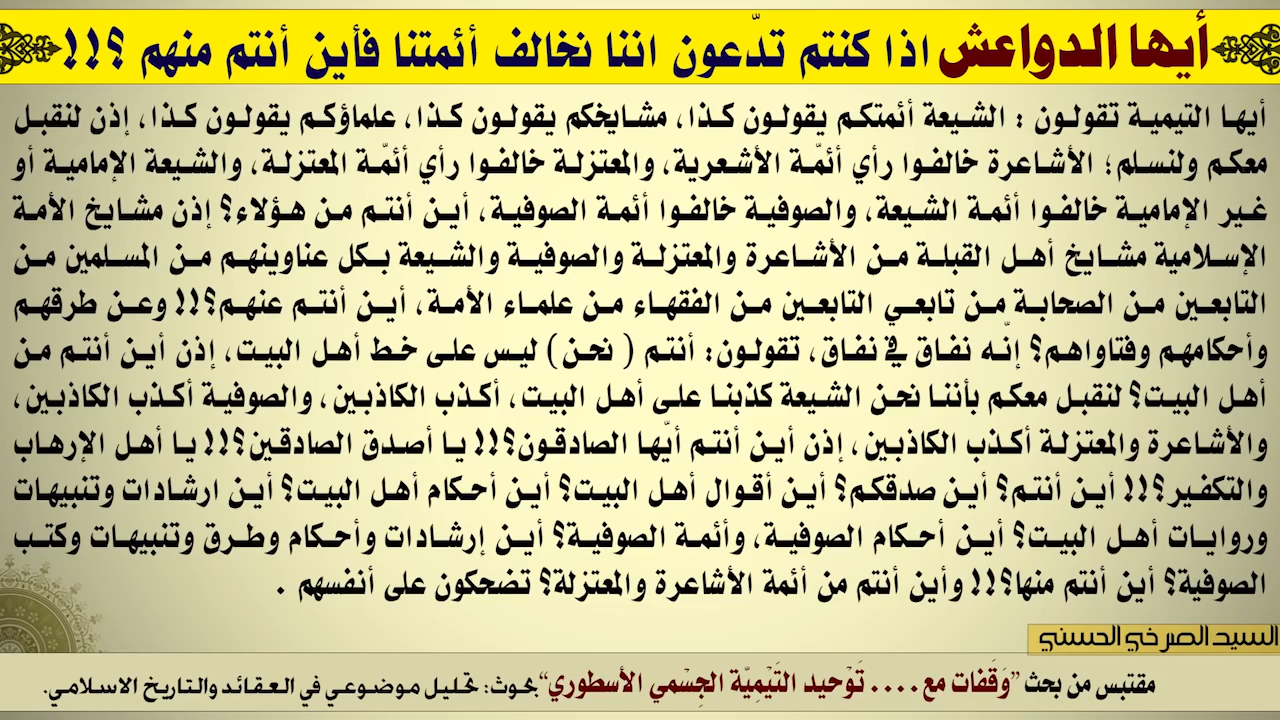 أيها الدواعش اذا كنتم تدّعون اننا نخالف أئمتنا فأين أنتم منهم ؟!!
أيها التيمية تقولون : الشيعة أئمتكم يقولون كذا، مشايخكم يقولون كذا، علماؤكم يقولون كذا، إذن لنقبل
معكم ولنسلم؛ الأشاعرة خالفوا رأي أئمّة الأشعرية، والمعتزلة خالفوا رأي أئمّة المعتزلة، والشيعة الإمامية أو
غير الإمامية خالفوا أئمة الشيعة، والصوفية خالفوا أئمة الصوفية، أين أنتم من هؤلاء؟ إذن مشايخ الأمة
الإسلامية مشايخ أهل القبلة من الأشاعرة والمعتزلة والصوفية والشيعة بكل عناوينهم من المسلمين من
التابعين من الصحابة من تابعي التابعين من الفقهاء من علماء الأمة، أين أنتم عنهم؟!! وعن طرقهم
وأحكامهم وفتاواهم؟ إنّه نفاق في نفاق، تقولون: أنتم ( نحن) ليس على خط أهل البيت، إذن أين أنتم من
أهل البيت؟ لنقبل معكم بأننا نحن الشيعة كذبنا على أهل البيت، أكذب الكاذبين، والصوفية أكذب الكاذبين،
والأشاعرة والمعتزلة أكذب الكاذبين، إذن أين أنتم أيّها الصادقون؟!! يا أصدق الصادقين؟!! يا أهل الإرهاب
والتكفير؟!! أين أنتم؟ أين صدقكم؟ أين أقوال أهل البيت؟ أين أحكام أهل البيت؟ أين ارشادات وتنبيهات
وروايات أهل البيت؟ أين أحكام الصوفية، وأئمة الصوفية؟ أين إرشادات وأحكام وطرق وتنبيهات وكتب
الصوفية؟ أين أنتم منها؟!! وأين أنتم من أئمة الأشاعرة والمعتزلة؟ تضحكون على أنفسهم .
السيد الصرخي الحسني
مقتبس من بحث "وَقَفات مع.... تَوْحيد التَيْمِيّة الجِسْمي الأسطوري" بحوث: تحليل موضوعي في العقائد والتاريخ الاسلامي.